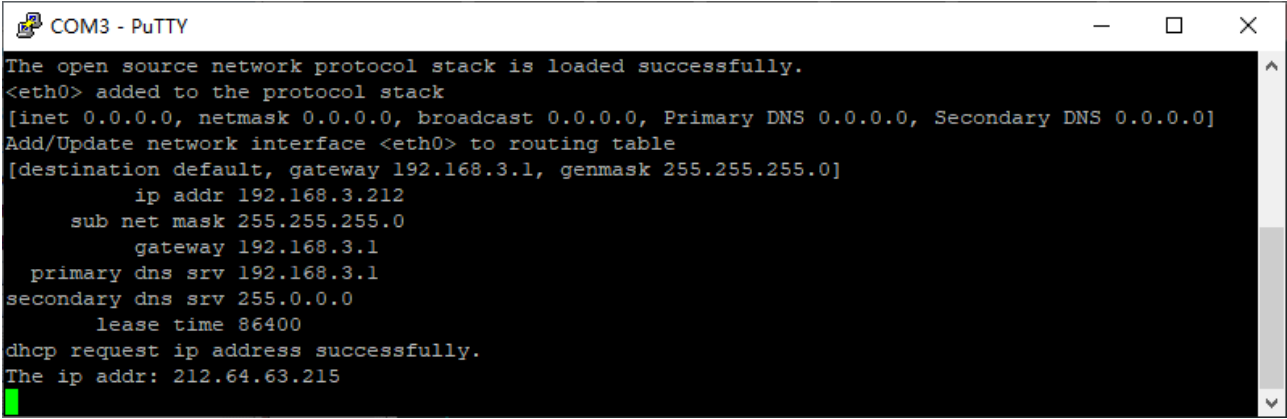 COM3 - PuTTY
The open source network protocol stack is loaded successfully.
<eth0> added to the protocol stack
[inet 0.0.0.0, netmask 0.0.0.0, broadcast 0.0.0.0, Primary DNS 0.0.0.0, Secondary DNS 0.0.0.0]
Add/Update network interface <eth0> to routing table
[destination default, gateway 192.168.3.1, genmask 255.255.255.0]
ip addr 192.168.3.212
sub net mask 255.255.255.0
gateway 192.168.3.1
primary dns srv 192.168.3.1
secondary dns srv 255.0.0.0
lease time 86400
dhcp request ip address successfully.
The ip addr: 212.64.63.215